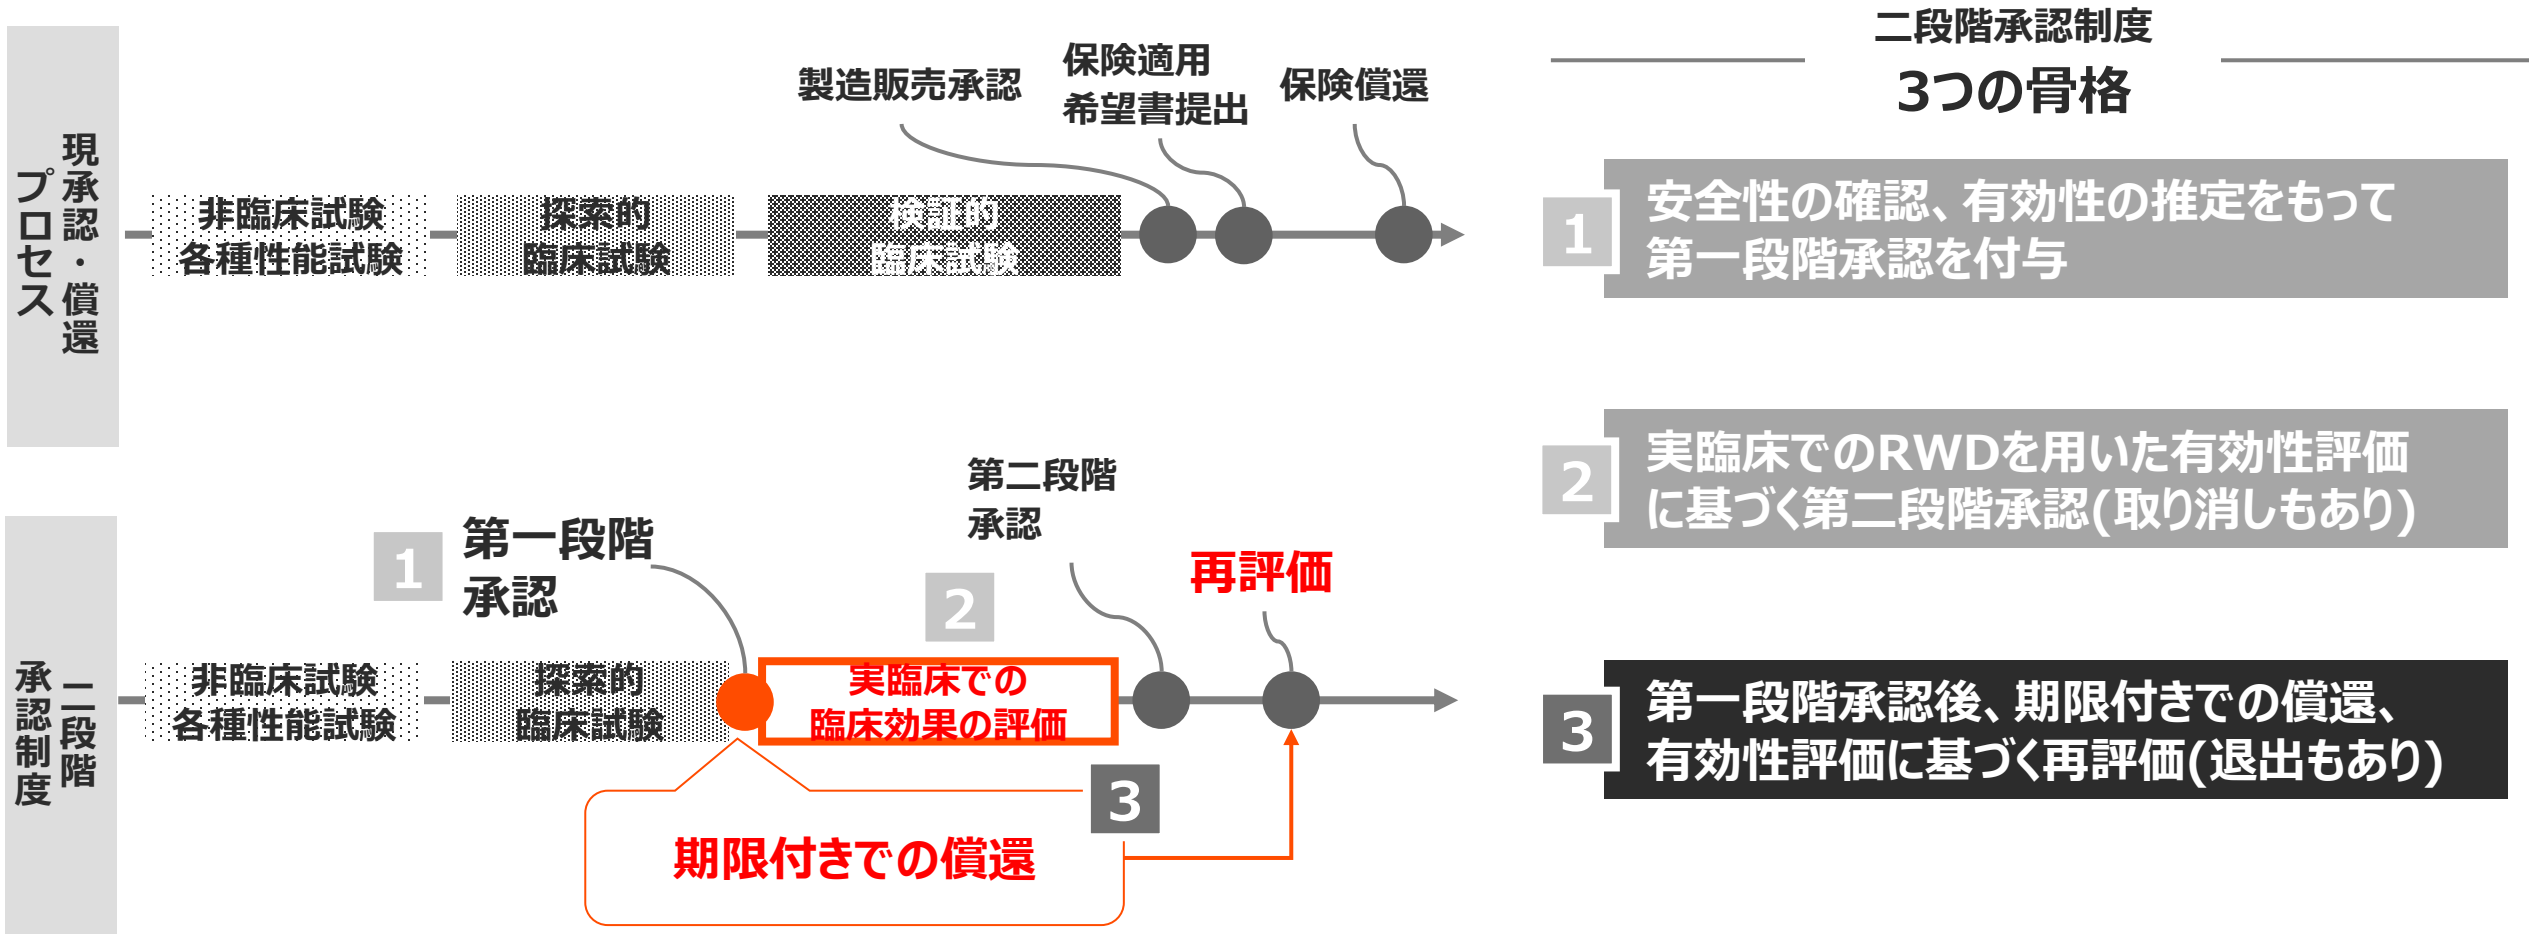 現承認・償還
プロセス
製造販売承認
保険適用
希望書提出
保険償還
非臨床試験
各種性能試験
探索的
臨床試験
検証的
臨床試験
二段階
承認制度
1
第一段階
承認
2
第二段階
承認
再評価
非臨床試験
各種性能試験
探索的
臨床試験
実臨床での
臨床効果の評価
3
期限付きでの償還
二段階承認制度
3つの骨格
1
安全性の確認、有効性の推定をもって
第一段階承認を付与
2
実臨床でのRWDを用いた有効性評価
に基づく第二段階承認(取り消しもあり)
3
第一段階承認後、期限付きでの償還、
有効性評価に基づく再評価(退出もあり)